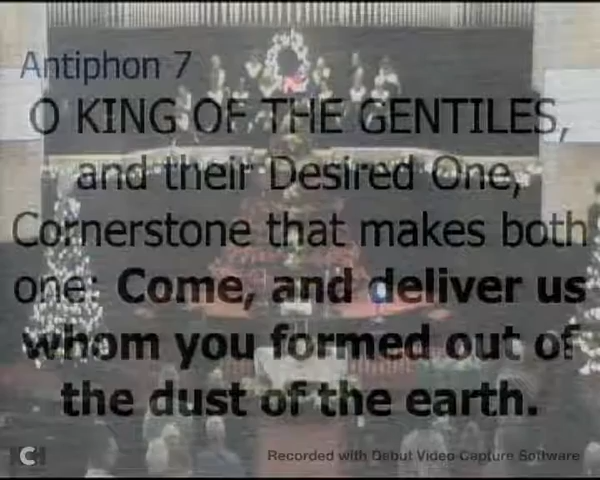 Antiphon 7
O KING OF THE GENTILES,
and their Desired One,
Cornerstone that makes both
one: Come, and deliver us
whom you formed out of
the dust of the earth.
C
Recorded with Debut Video Capture Software